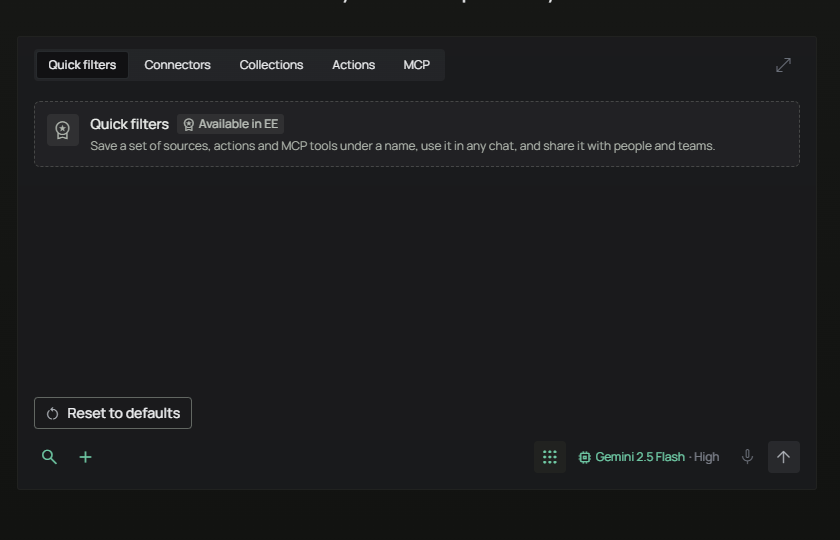 Quick filters
Connectors
Collections
Actions
MCP
Quick filters
Available in EE
Save a set of sources, actions and MCP tools under a name, use it in any chat, and share it with people and teams.
Reset to defaults
Gemini 2.5 Flash · High